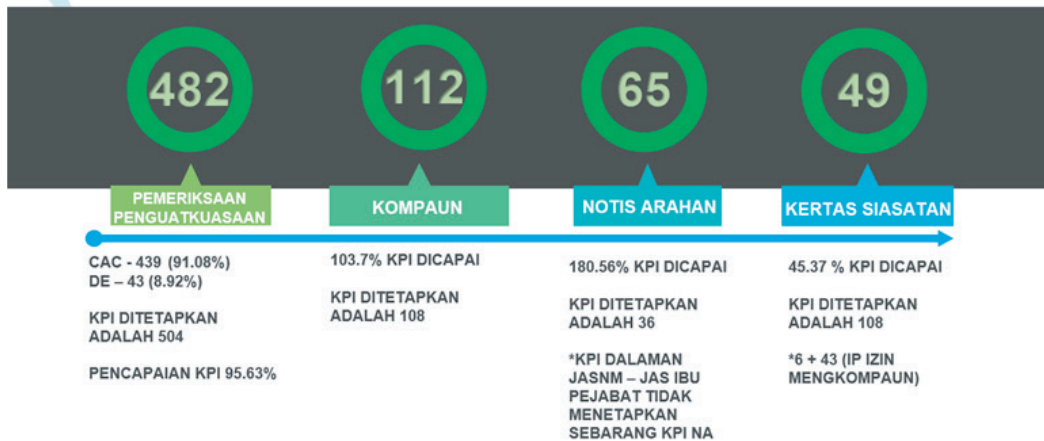 482
112
65
49
PEMERIKSAAN
PENGUATKUASAAN
KOMPAUN
NOTIS ARAHAN
KERTAS SIASATAN
CAC - 439 (91.08%)
DE – 43 (8.92%)
KPI DITETAPKAN
ADALAH 504
PENCAPAIAN KPI 95.63%
103.7% KPI DICAPAI
KPI DITETAPKAN
ADALAH 108
180.56% KPI DICAPAI
KPI DITETAPKAN
ADALAH 36
*KPI DALAMAN
JASNM – JAS IBU
PEJABAT TIDAK
MENETAPKAN
SEBARANG KPI NA
45.37 % KPI DICAPAI
KPI DITETAPKAN
ADALAH 108
*6 + 43 (IP IZIN
MENGKOMPAUN)